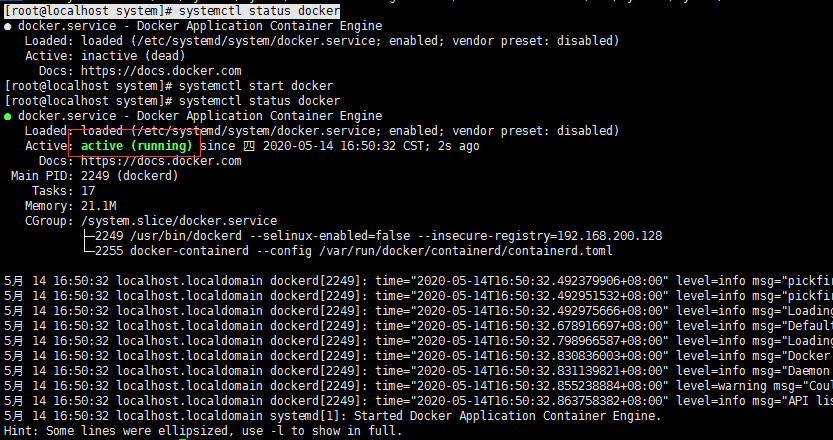 [root@localhost system]# systemctl status docker
● docker.service - Docker Application Container Engine
Loaded: loaded (/etc/systemd/system/docker.service; enabled; vendor preset: disabled)
Active: inactive (dead)
Docs: https://docs.docker.com
[root@localhost system]# systemctl start docker
[root@localhost system]# systemctl status docker
● docker.service - Docker Application Container Engine
Loaded: loaded (/etc/systemd/system/docker.service; enabled; vendor preset: disabled)
Active: active (running) since 四 2020-05-14 16:50:32 CST; 2s ago
Docs: https://docs.docker.com
Main PID: 2249 (dockerd)
Tasks: 17
Memory: 21.1M
CGroup: /system.slice/docker.service
├─2249 /usr/bin/dockerd --selinux-enabled=false --insecure-registry=192.168.200.128
└─2255 docker-containerd --config /var/run/docker/containerd/containerd.toml
5月 14 16:50:32 localhost.localdomain dockerd[2249]: time="2020-05-14T16:50:32.492379906+08:00" level=info msg="pickfir
5月 14 16:50:32 localhost.localdomain dockerd[2249]: time="2020-05-14T16:50:32.492951532+08:00" level=info msg="pickfir
5月 14 16:50:32 localhost.localdomain dockerd[2249]: time="2020-05-14T16:50:32.492975666+08:00" level=info msg="Loading
5月 14 16:50:32 localhost.localdomain dockerd[2249]: time="2020-05-14T16:50:32.678916697+08:00" level=info msg="Default
5月 14 16:50:32 localhost.localdomain dockerd[2249]: time="2020-05-14T16:50:32.798966587+08:00" level=info msg="Loading
5月 14 16:50:32 localhost.localdomain dockerd[2249]: time="2020-05-14T16:50:32.830836003+08:00" level=info msg="Docker
5月 14 16:50:32 localhost.localdomain dockerd[2249]: time="2020-05-14T16:50:32.831139821+08:00" level=info msg="Daemon
5月 14 16:50:32 localhost.localdomain dockerd[2249]: time="2020-05-14T16:50:32.855238884+08:00" level=warning msg="Coul
5月 14 16:50:32 localhost.localdomain dockerd[2249]: time="2020-05-14T16:50:32.863758382+08:00" level=info msg="API lis
5月 14 16:50:32 localhost.localdomain systemd[1]: Started Docker Application Container Engine.
Hint: Some lines were ellipsized, use -l to show in full.